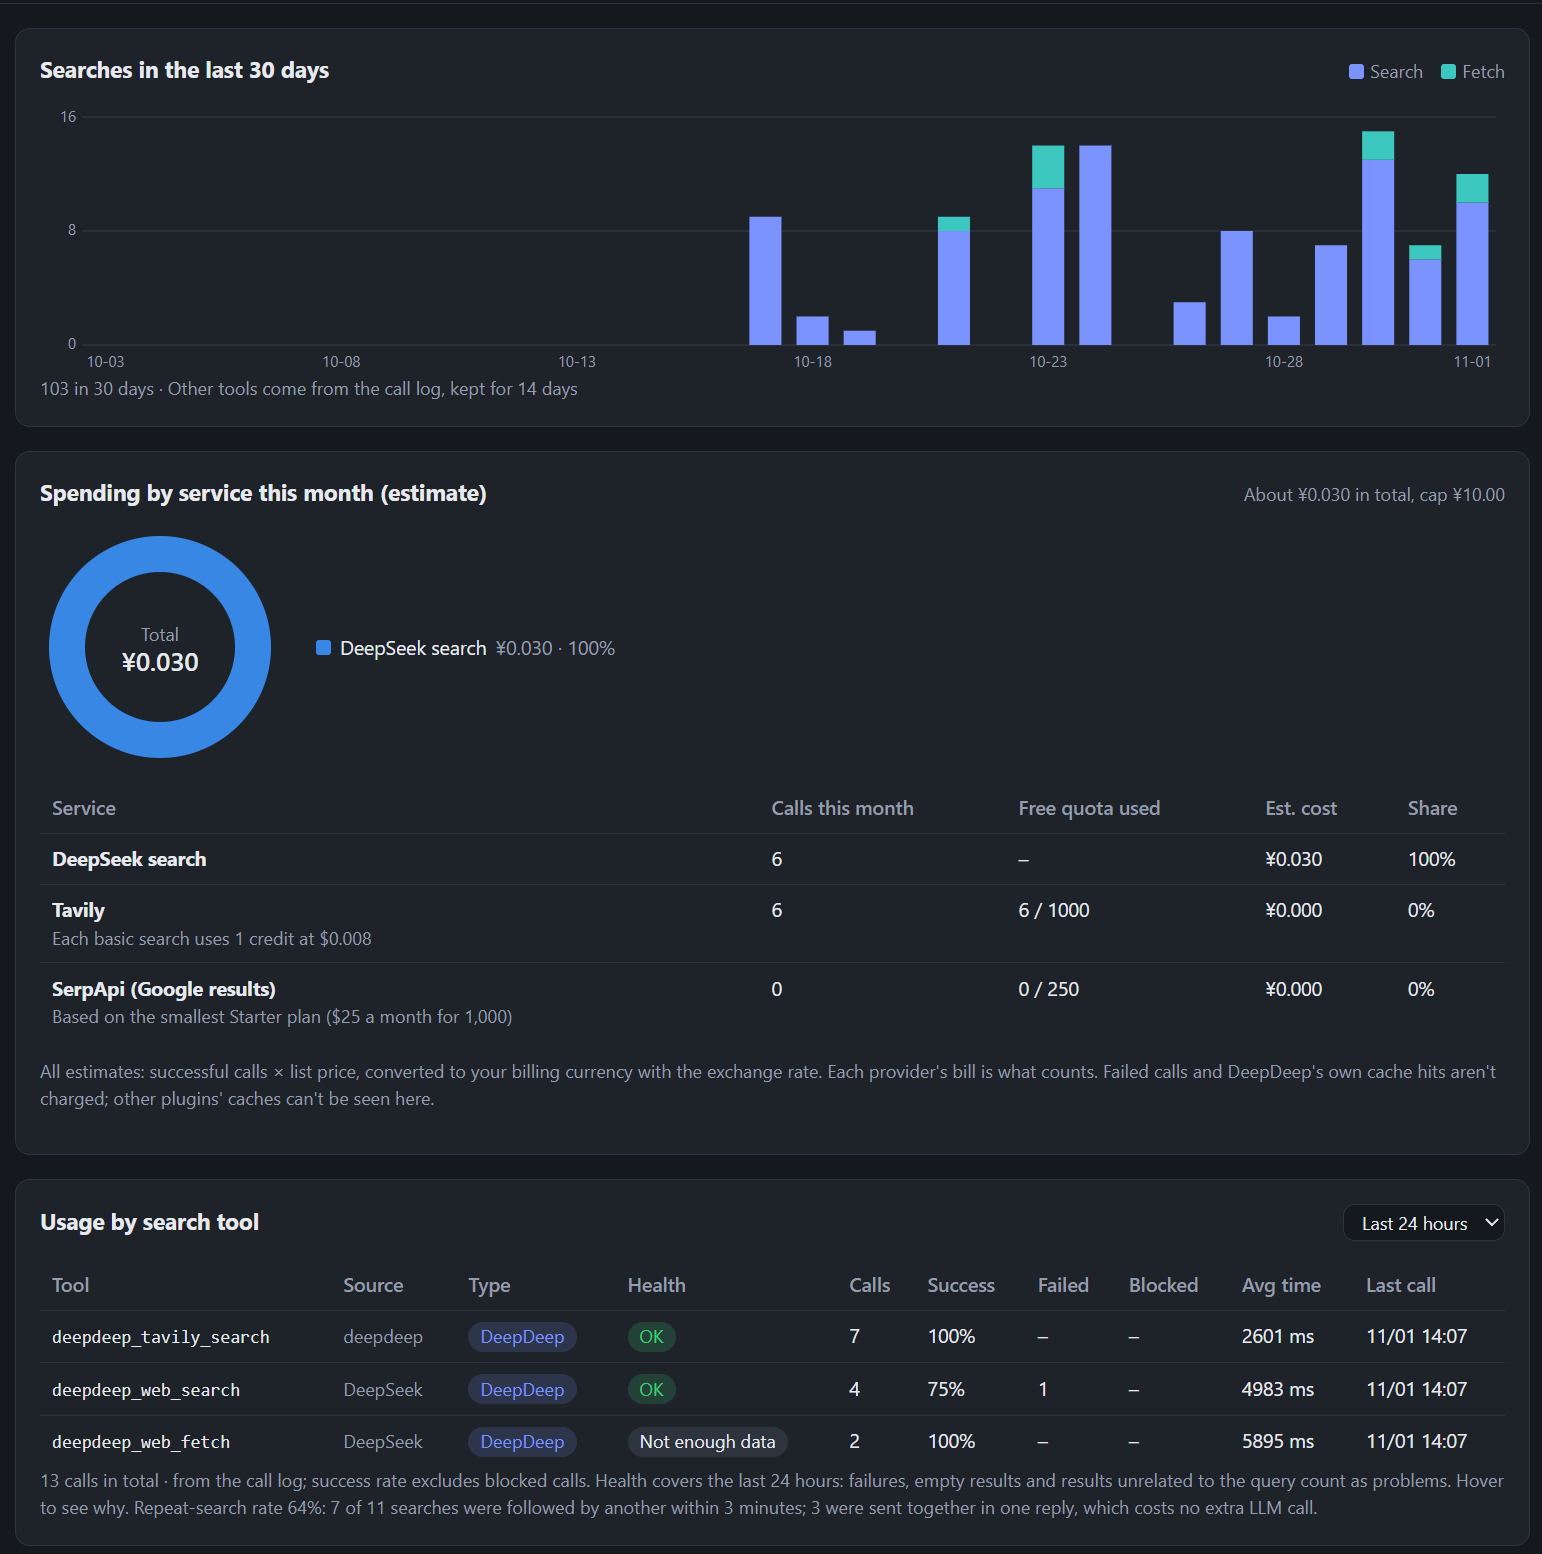 Searches in the last 30 days
Search Fetch
16
8
0
10-03 10-08 10-13 10-18 10-23 10-28 11-01
103 in 30 days · Other tools come from the call log, kept for 14 days
Spending by service this month (estimate)
About ¥0.030 in total, cap ¥10.00
Total
¥0.030
DeepSeek search ¥0.030 · 100%
Service Calls this month Free quota used Est. cost Share
DeepSeek search 6 – ¥0.030 100%
Tavily 6 6 / 1000 ¥0.000 0%
Each basic search uses 1 credit at $0.008
SerpApi (Google results) 0 0 / 250 ¥0.000 0%
Based on the smallest Starter plan ($25 a month for 1,000)
All estimates: successful calls × list price, converted to your billing currency with the exchange rate. Each provider's bill is what counts. Failed calls and DeepDeep's own cache hits aren't
charged; other plugins' caches can't be seen here.
Usage by search tool
Last 24 hours
Tool Source Type Health Calls Success Failed Blocked Avg time Last call
deepdeep_tavily_search deepdeep DeepDeep OK 7 100% – – 2601 ms 11/01 14:07
deepdeep_web_search DeepSeek DeepDeep OK 4 75% 1 – 4983 ms 11/01 14:07
deepdeep_web_fetch DeepSeek DeepDeep Not enough data 2 100% – – 5895 ms 11/01 14:07
13 calls in total · from the call log; success rate excludes blocked calls. Health covers the last 24 hours: failures, empty results and results unrelated to the query count as problems. Hover
to see why. Repeat-search rate 64%: 7 of 11 searches were followed by another within 3 minutes; 3 were sent together in one reply, which costs no extra LLM call.